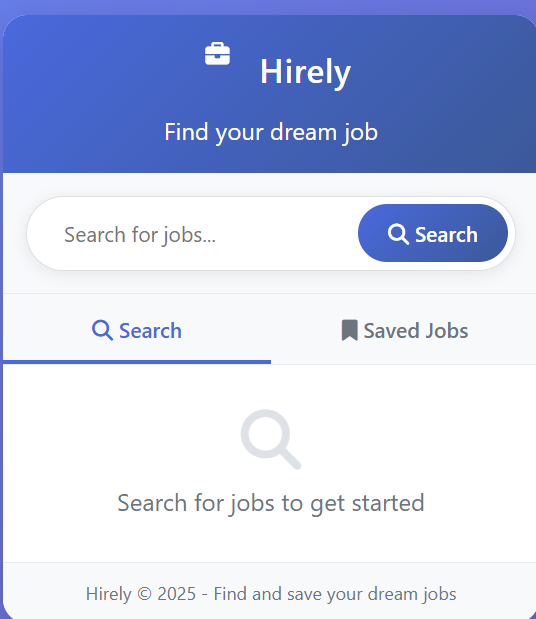 Hirely
Find your dream job
Search for jobs...
Search
Search
Saved Jobs
Search for jobs to get started
Hirely © 2025 - Find and save your dream jobs